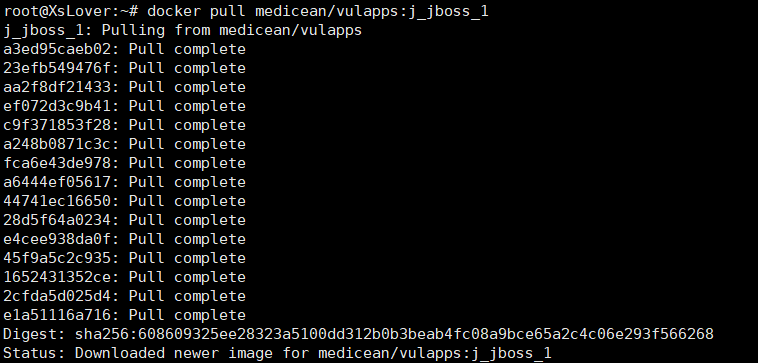 root@XsLover:~# docker pull medicean/vulapps:j_jboss_1
j_jboss_1: Pulling from medicean/vulapps
a3ed95caeb02: Pull complete
23efb549476f: Pull complete
aa2f8df21433: Pull complete
ef072d3c9b41: Pull complete
c9f371853f28: Pull complete
a248b0871c3c: Pull complete
fca6e43de978: Pull complete
a6444ef05617: Pull complete
44741ec16650: Pull complete
28d5f64a0234: Pull complete
e4cee938da0f: Pull complete
45f9a5c2c935: Pull complete
1652431352ce: Pull complete
2cfda5d025d4: Pull complete
e1a51116a716: Pull complete
Digest: sha256:608609325ee28323a5100dd312b0b3beab4fc08a9bce65a2c4c06e293f566268
Status: Downloaded newer image for medicean/vulapps:j_jboss_1